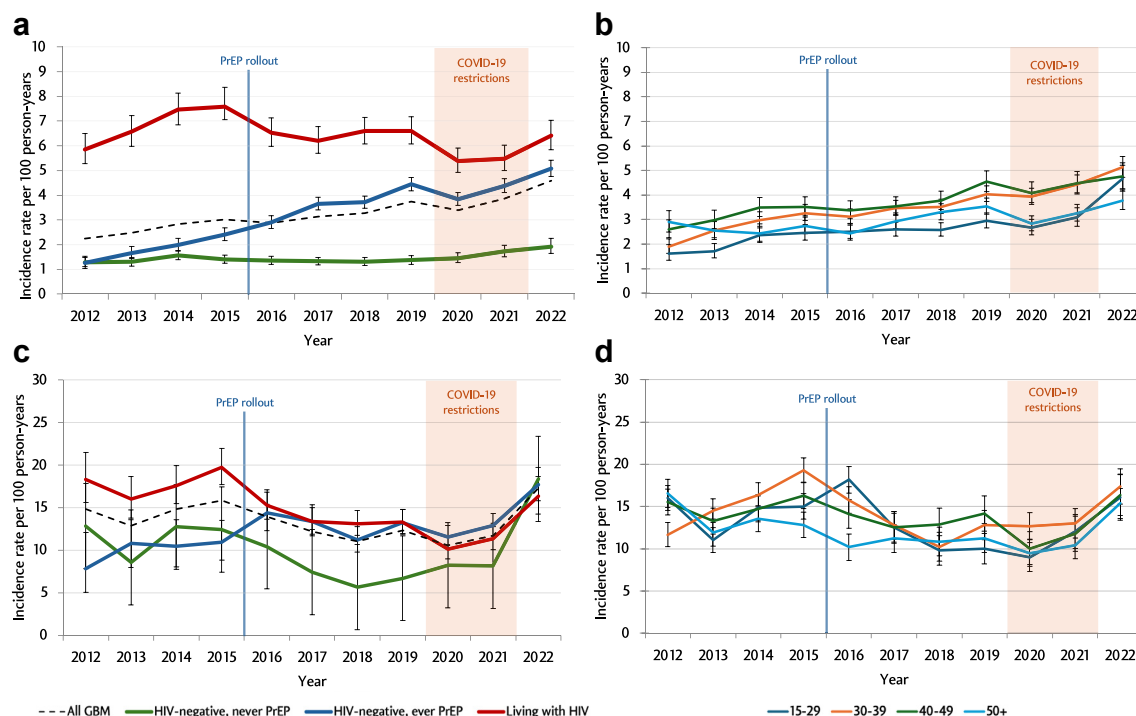 a
Incidence rate per 100 person-years
10
9
8
7
6
5
4
3
2
1
0
PrEP rollout
COVID-19
restrictions
2012 2013 2014 2015 2016 2017 2018 2019 2020 2021 2022
Year
b
Incidence rate per 100 person-years
10
9
8
7
6
5
4
3
2
1
0
PrEP rollout
COVID-19
restrictions
2012 2013 2014 2015 2016 2017 2018 2019 2020 2021 2022
Year
c
Incidence rate per 100 person-years
30
25
20
15
10
5
0
PrEP rollout
COVID-19
restrictions
2012 2013 2014 2015 2016 2017 2018 2019 2020 2021 2022
Year
d
Incidence rate per 100 person-years
30
25
20
15
10
5
0
PrEP rollout
COVID-19
restrictions
2012 2013 2014 2015 2016 2017 2018 2019 2020 2021 2022
Year
All GBM HIV-negative, never PrEP HIV-negative, ever PrEP Living with HIV
15-29 30-39 40-49 50+